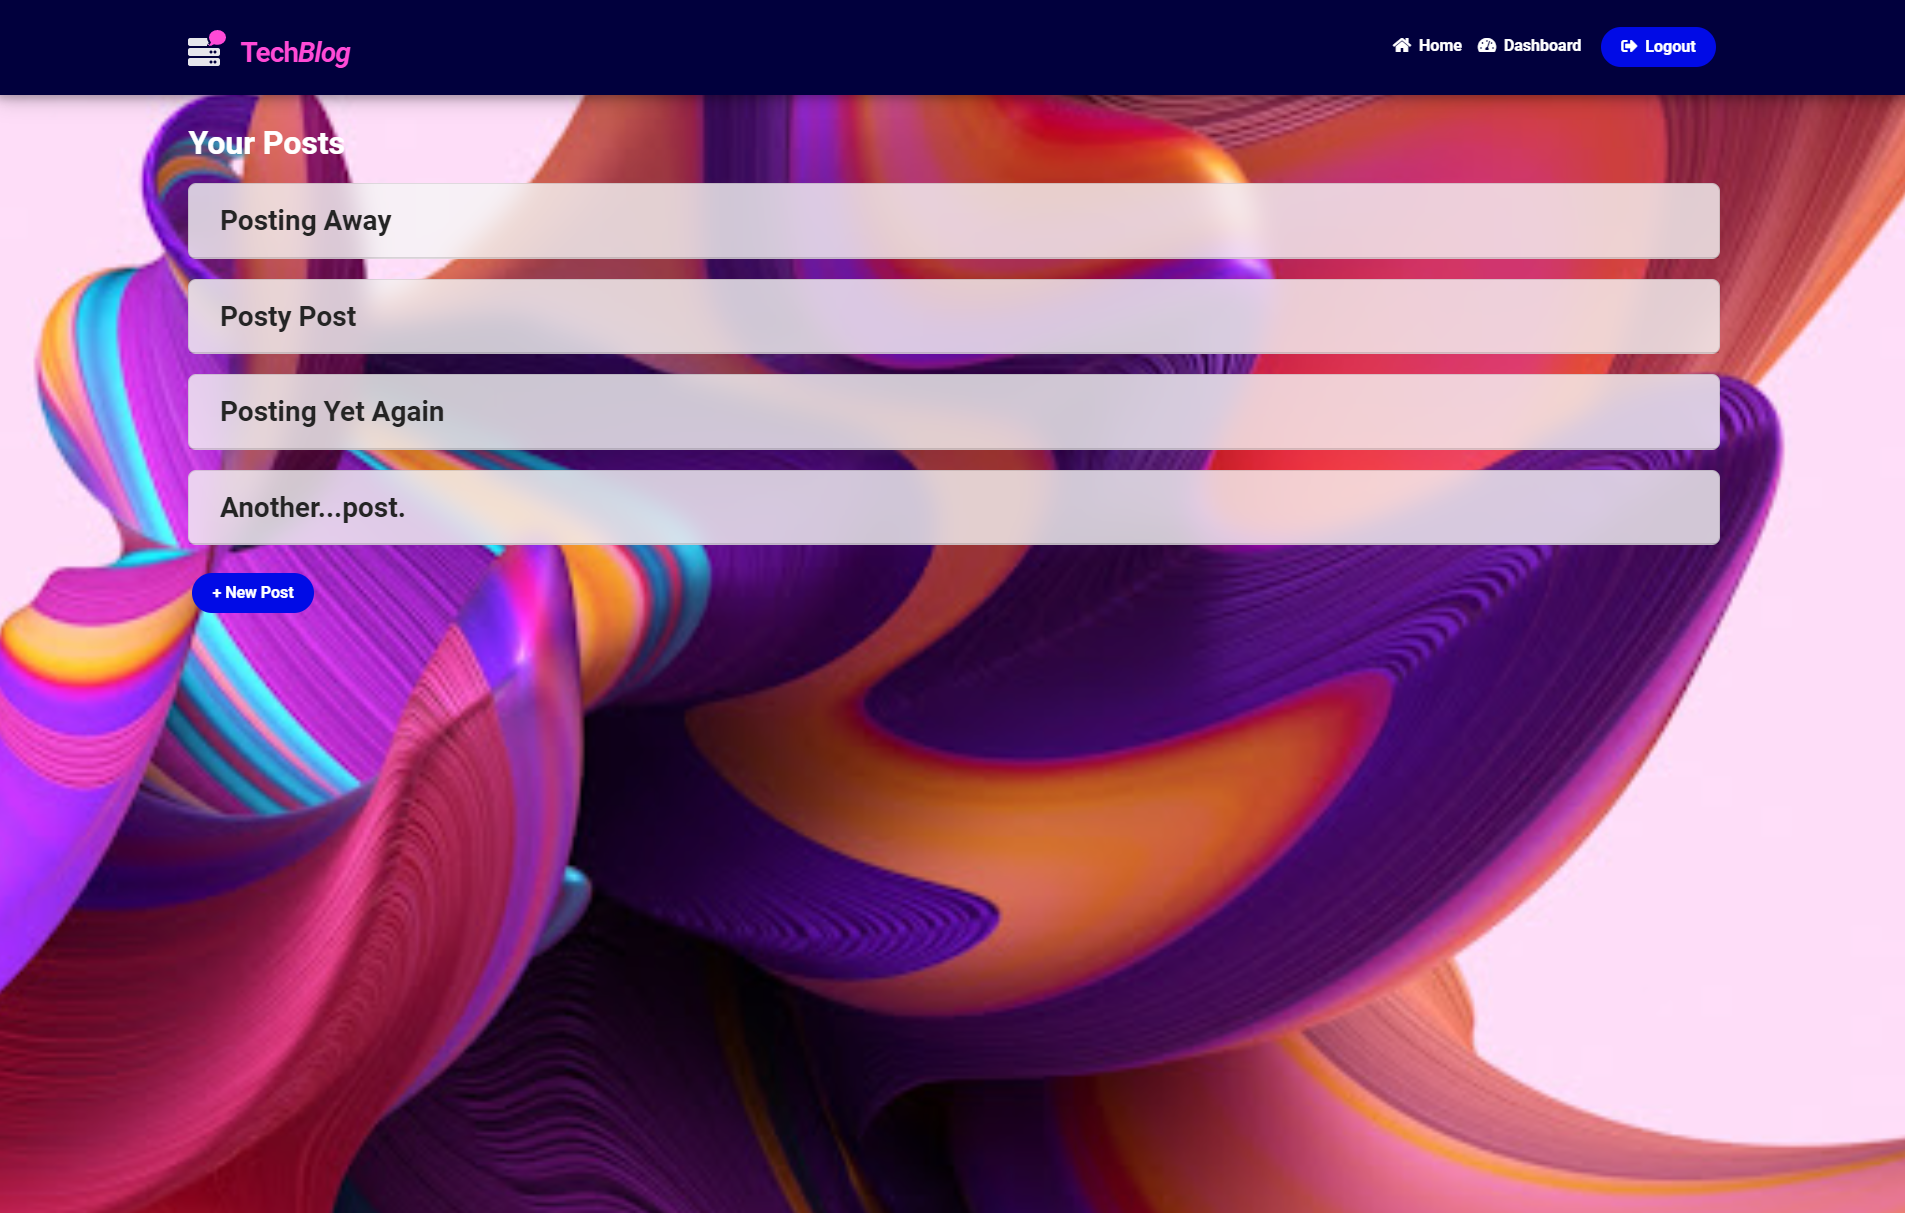 TechBlog
Home Dashboard Logout
Your Posts
Posting Away
Posty Post
Posting Yet Again
Another...post.
+ New Post